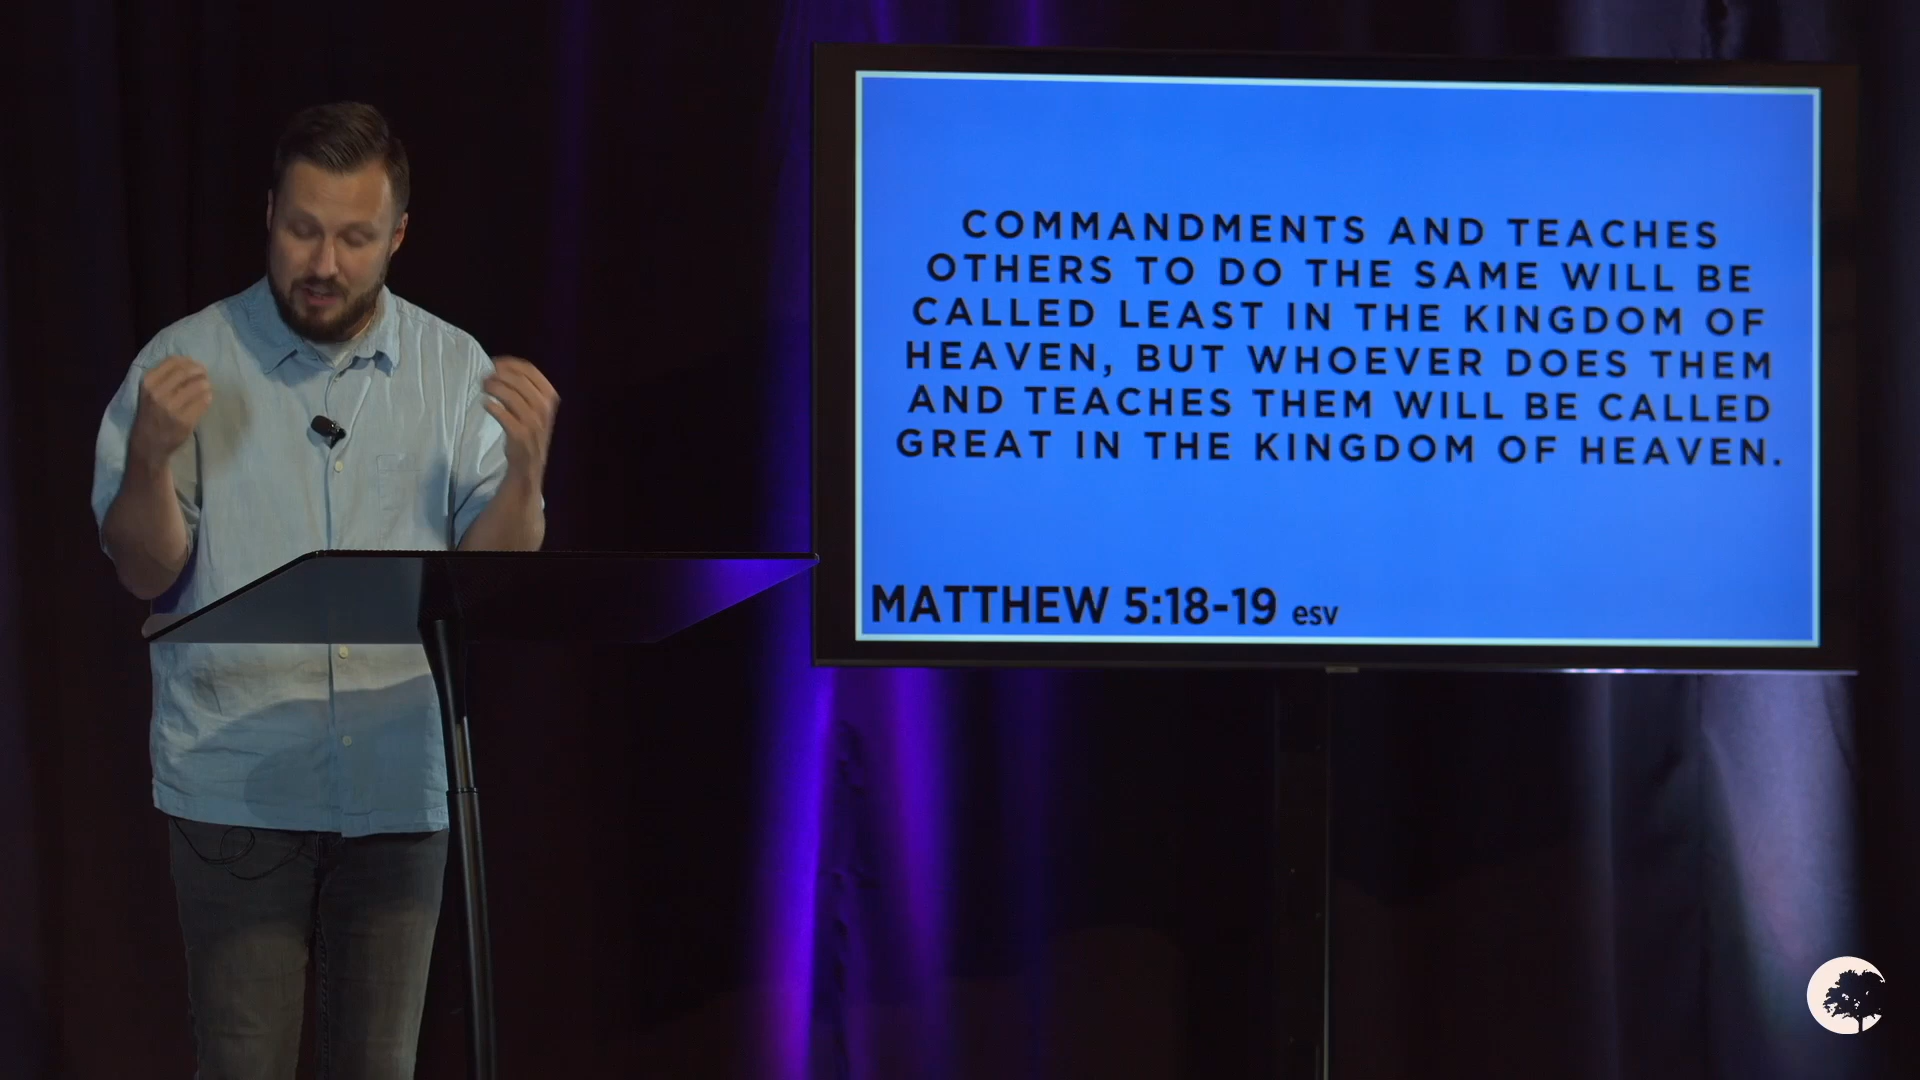 COMMANDMENTS AND TEACHES
OTHERS TO DO THE SAME WILL BE
CALLED LEAST IN THE KINGDOM OF
HEAVEN, BUT WHOEVER DOES THEM
AND TEACHES THEM WILL BE CALLED
GREAT IN THE KINGDOM OF HEAVEN.
MATTHEW 5:18-19 esv